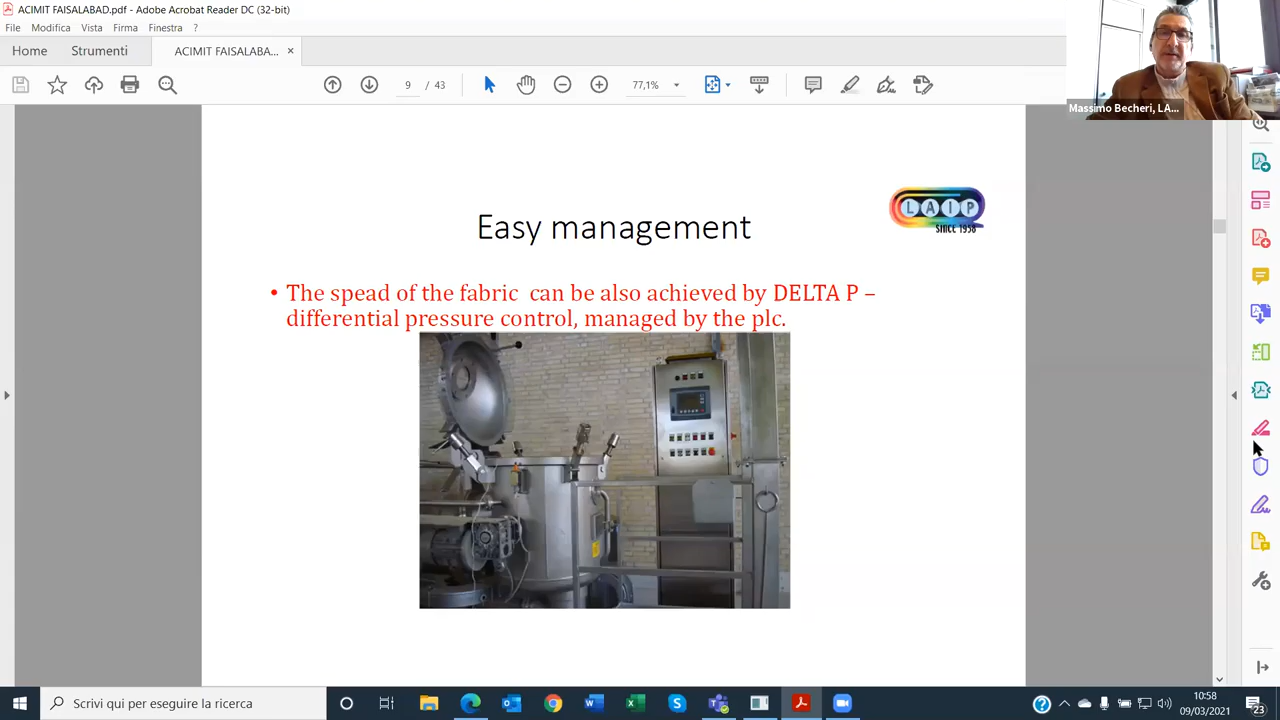 ACIMIT FAISALABAD.pdf - Adobe Acrobat Reader DC (32-bit)
File Modifica Vista Firma Finestra ?
Home Strumenti ACIMIT FAISALABA... ×
9 / 43 77,1%
Massimo Becheri, LA...
LAIP
SINCE 1958
Easy management
• The spead of the fabric can be also achieved by DELTA P –
differential pressure control, managed by the plc.
Scrivi qui per eseguire la ricerca
10:58
09/03/2021
23